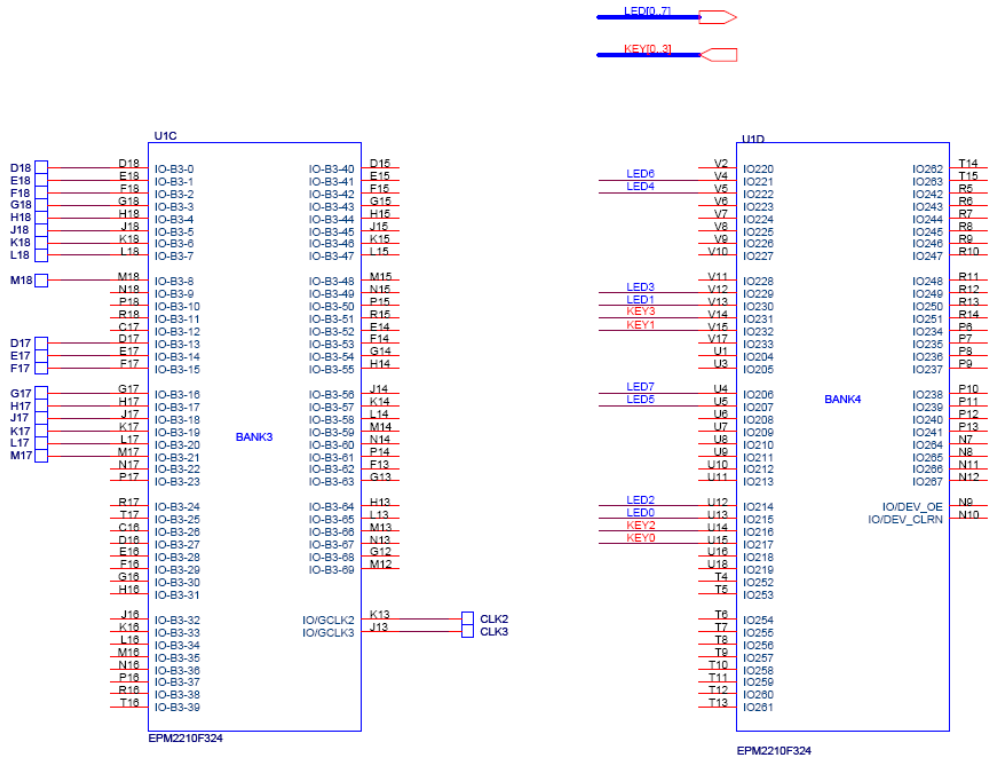 LED[0..7]
KEY[0..3]
U1C
D18 D18 IO-B3-0 IO-B3-40 D15
E18 E18 IO-B3-1 IO-B3-41 E15
F18 F18 IO-B3-2 IO-B3-42 F15
G18 G18 IO-B3-3 IO-B3-43 G15
H18 H18 IO-B3-4 IO-B3-44 H15
J18 J18 IO-B3-5 IO-B3-45 J15
K18 K18 IO-B3-6 IO-B3-46 K15
L18 L18 IO-B3-7 IO-B3-47 L15
M18 M18 IO-B3-8 IO-B3-48 M15
N18 IO-B3-9 IO-B3-49 N15
P18 IO-B3-10 IO-B3-50 P15
R18 IO-B3-11 IO-B3-51 R15
C17 IO-B3-12 IO-B3-52 E14
D17 D17 IO-B3-13 IO-B3-53 F14
E17 E17 IO-B3-14 IO-B3-54 G14
F17 F17 IO-B3-15 IO-B3-55 H14
G17 G17 IO-B3-16 IO-B3-56 J14
H17 H17 IO-B3-17 IO-B3-57 K14
J17 J17 IO-B3-18 IO-B3-58 L14
K17 K17 IO-B3-19 IO-B3-59 M14
L17 L17 IO-B3-20 IO-B3-60 N14
M17 M17 IO-B3-21 IO-B3-61 P14
N17 IO-B3-22 IO-B3-62 F13
P17 IO-B3-23 IO-B3-63 G13
BANK3
R17 IO-B3-24 IO-B3-64 H13
T17 IO-B3-25 IO-B3-65 L13
C16 IO-B3-26 IO-B3-66 M13
D16 IO-B3-27 IO-B3-67 N13
E16 IO-B3-28 IO-B3-68 G12
F16 IO-B3-29 IO-B3-69 M12
G16 IO-B3-30
H16 IO-B3-31
J16 IO-B3-32 IO/GCLK2 K13 CLK2
K16 IO-B3-33 IO/GCLK3 J13 CLK3
L16 IO-B3-34
M16 IO-B3-35
N16 IO-B3-36
P16 IO-B3-37
R16 IO-B3-38
T16 IO-B3-39
EPM2210F324
U1D
V2 IO220 IO262 T14
LED6 V4 IO221 IO263 T15
LED4 V5 IO222 IO242 R5
V6 IO223 IO243 R6
V7 IO224 IO244 R7
V8 IO225 IO245 R8
V9 IO226 IO246 R9
V10 IO227 IO247 R10
V11 IO228 IO248 R11
LED3 V12 IO229 IO249 R12
LED1 V13 IO230 IO250 R13
KEY3 V14 IO231 IO251 R14
KEY1 V15 IO232 IO234 P6
V17 IO233 IO235 P7
U1 IO204 IO236 P8
U3 IO205 IO237 P9
LED7 U4 IO206 IO238 P10
LED5 U5 IO207 IO239 P11
U6 IO208 IO240 P12
U7 IO209 IO241 P13
U8 IO210 IO264 N7
U9 IO211 IO265 N8
U10 IO212 IO266 N11
U11 IO213 IO267 N12
BANK4
LED2 U12 IO214 IO/DEV_OE N9
LED0 U13 IO215 IO/DEV_CLRN N10
KEY2 U14 IO216
KEY0 U15 IO217
U16 IO218
U18 IO219
T4 IO252
T5 IO253
T6 IO254
T7 IO255
T8 IO256
T9 IO257
T10 IO258
T11 IO259
T12 IO260
T13 IO261
EPM2210F324